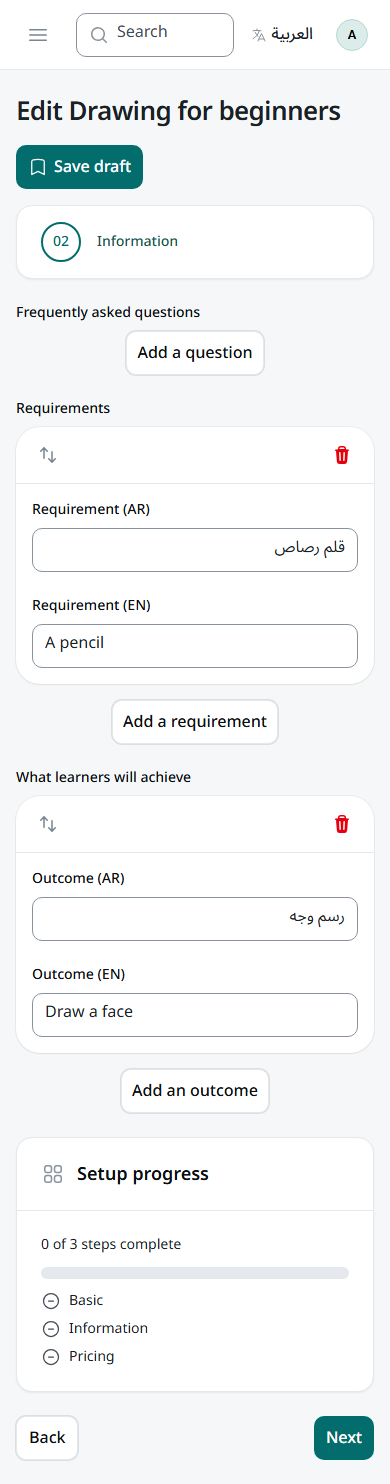 Search
العربية
A
Edit Drawing for beginners
Save draft
02
Information
Frequently asked questions
Add a question
Requirements
Requirement (AR)
قلم رصاص
Requirement (EN)
A pencil
Add a requirement
What learners will achieve
Outcome (AR)
رسم وجه
Outcome (EN)
Draw a face
Add an outcome
Setup progress
0 of 3 steps complete
Basic
Information
Pricing
Back
Next